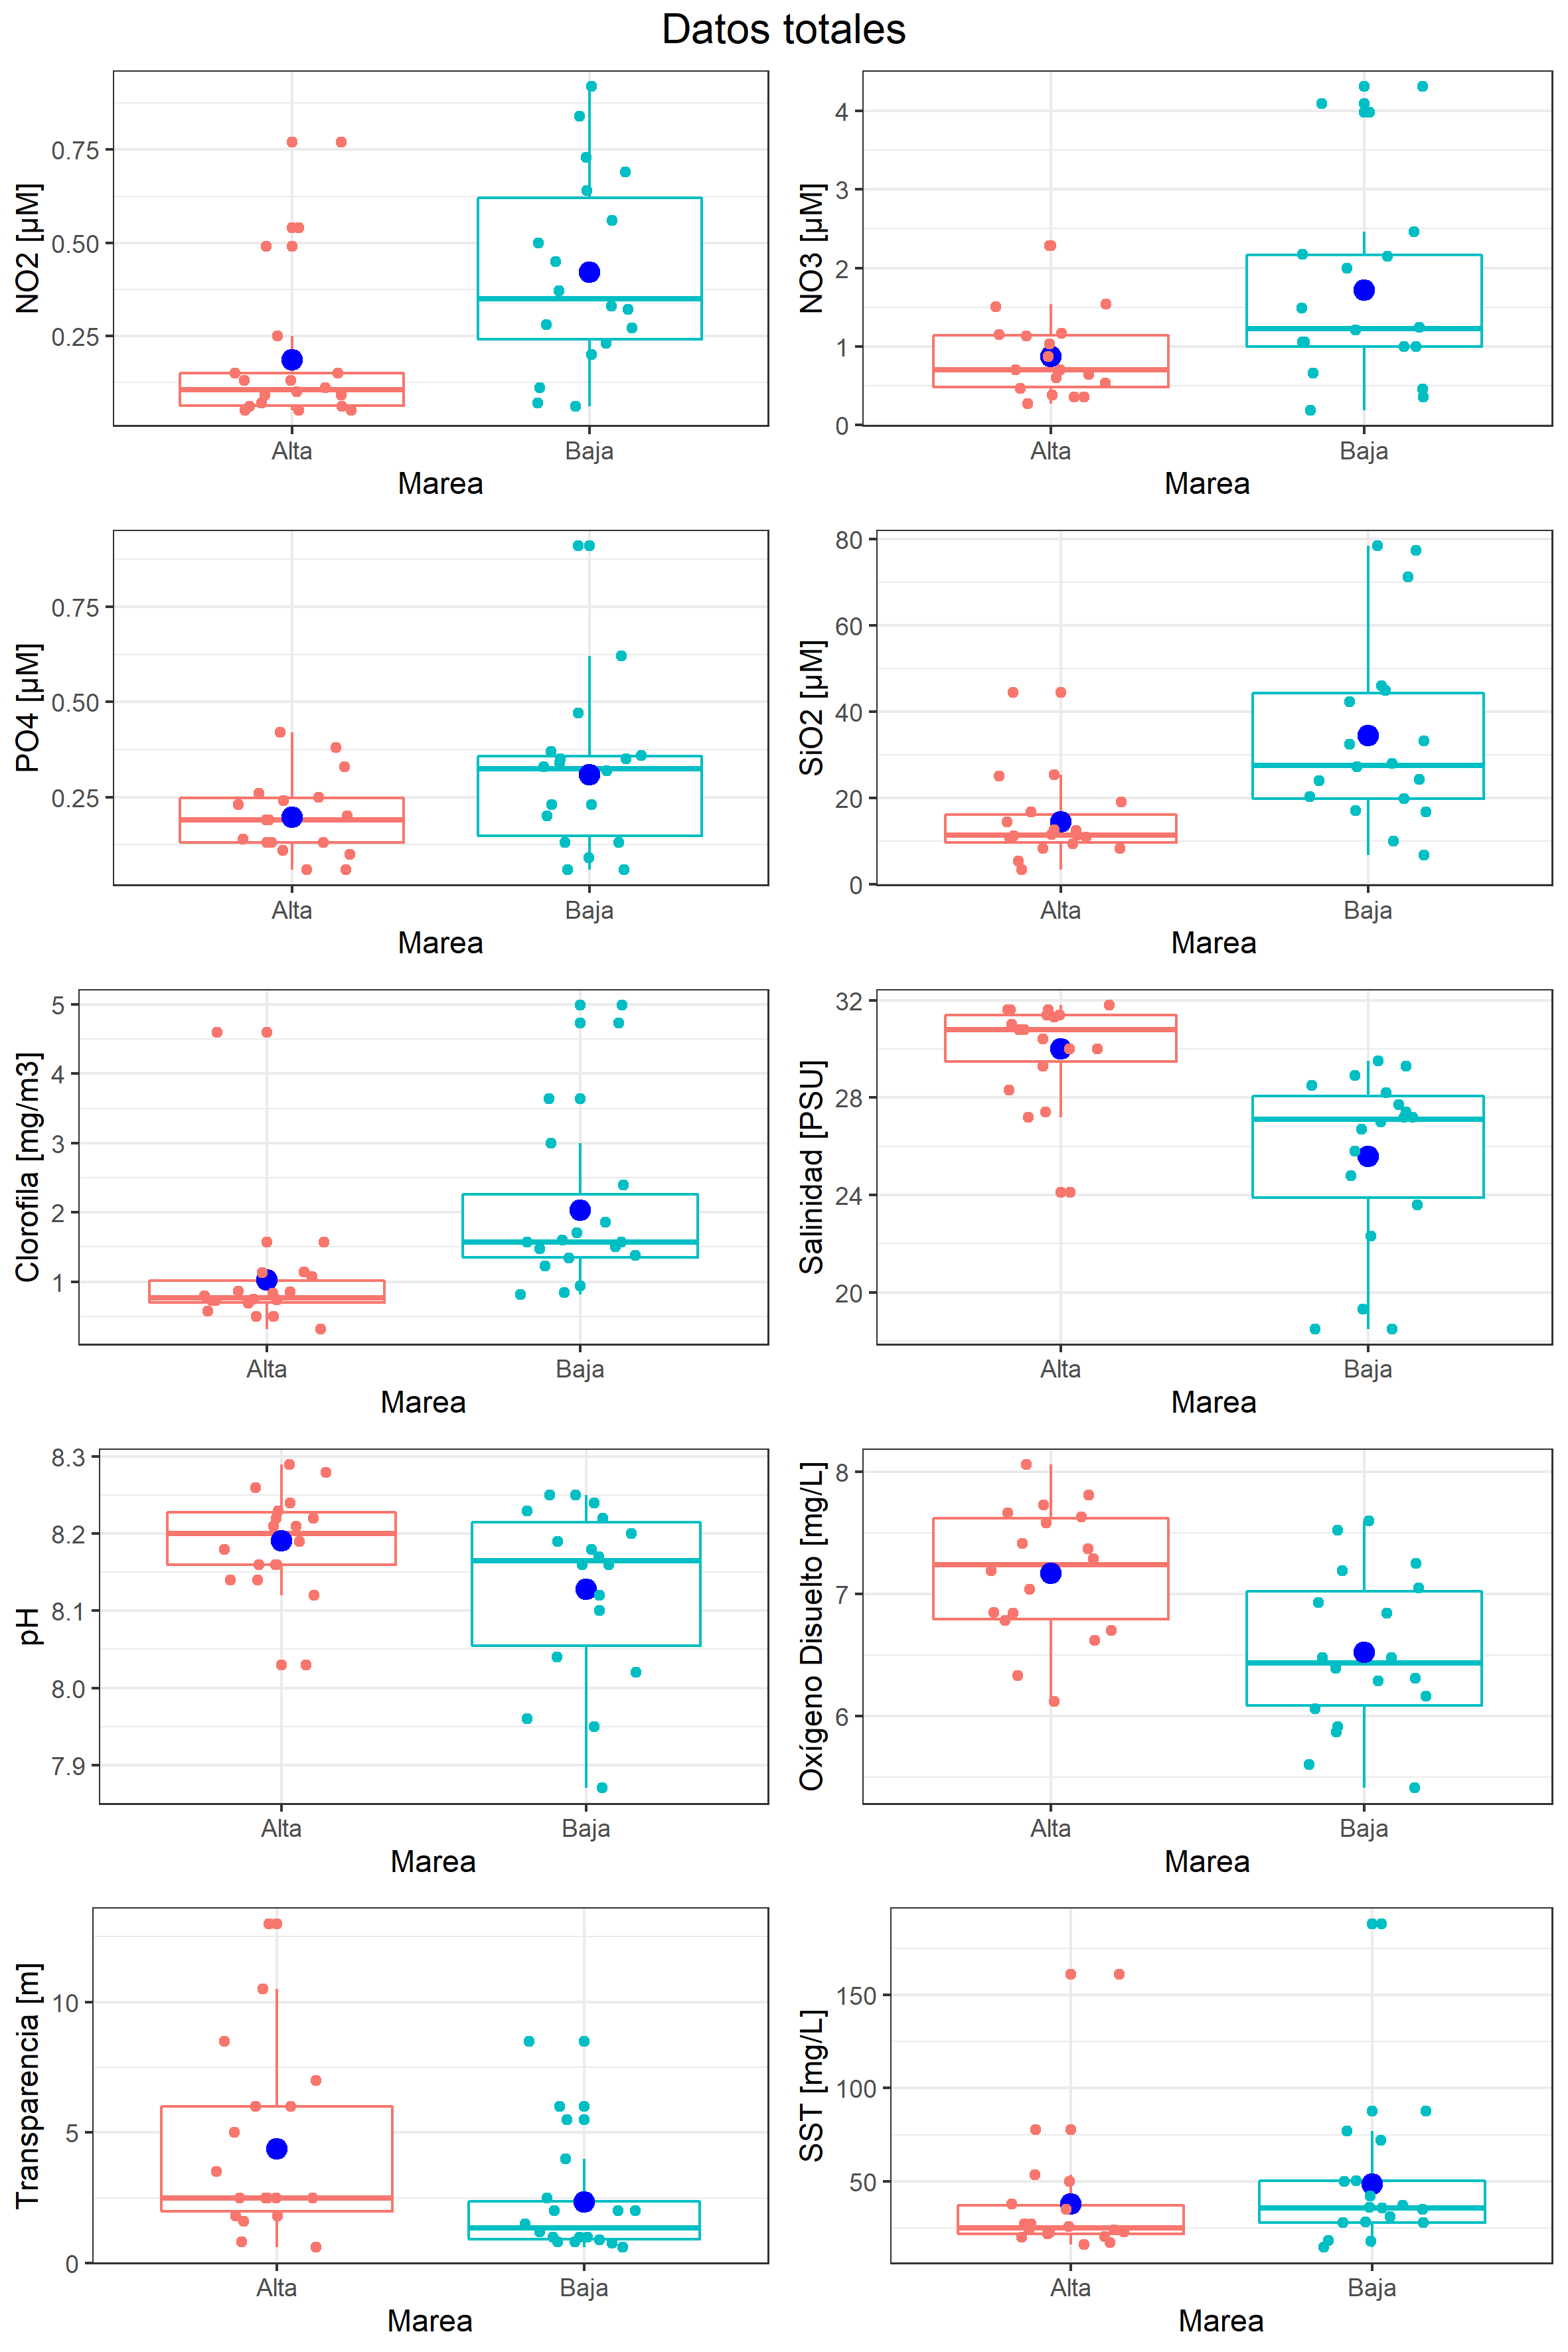 Datos totales
NO2 [µM]
0.75
0.50
0.25
Alta
Baja
Marea
NO3 [µM]
4
3
2
1
0
Alta
Baja
Marea
PO4 [µM]
0.75
0.50
0.25
Alta
Baja
Marea
SiO2 [µM]
80
60
40
20
0
Alta
Baja
Marea
Clorofila [mg/m3]
5
4
3
2
1
Alta
Baja
Marea
Salinidad [PSU]
32
28
24
20
Alta
Baja
Marea
pH
8.3
8.2
8.1
8.0
7.9
Alta
Baja
Marea
Oxígeno Disuelto [mg/L]
8
7
6
Alta
Baja
Marea
Transparencia [m]
10
5
0
Alta
Baja
Marea
SST [mg/L]
150
100
50
Alta
Baja
Marea